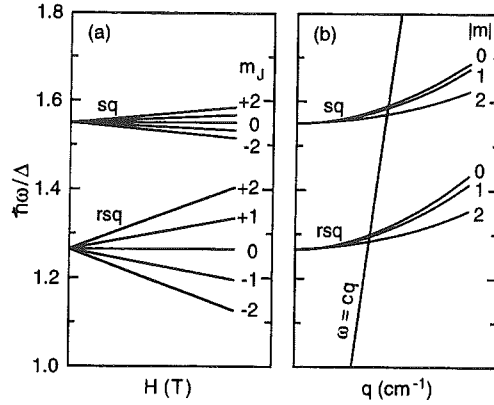 (a)
(b)
ħω/Δ
1.8
1.6
1.4
1.2
1.0
m_J
sq
+2
0
-2
rsq
+2
+1
0
-1
-2
H (T)
|m|
sq
0
1
2
rsq
0
1
2
ω = cq
q (cm⁻¹)